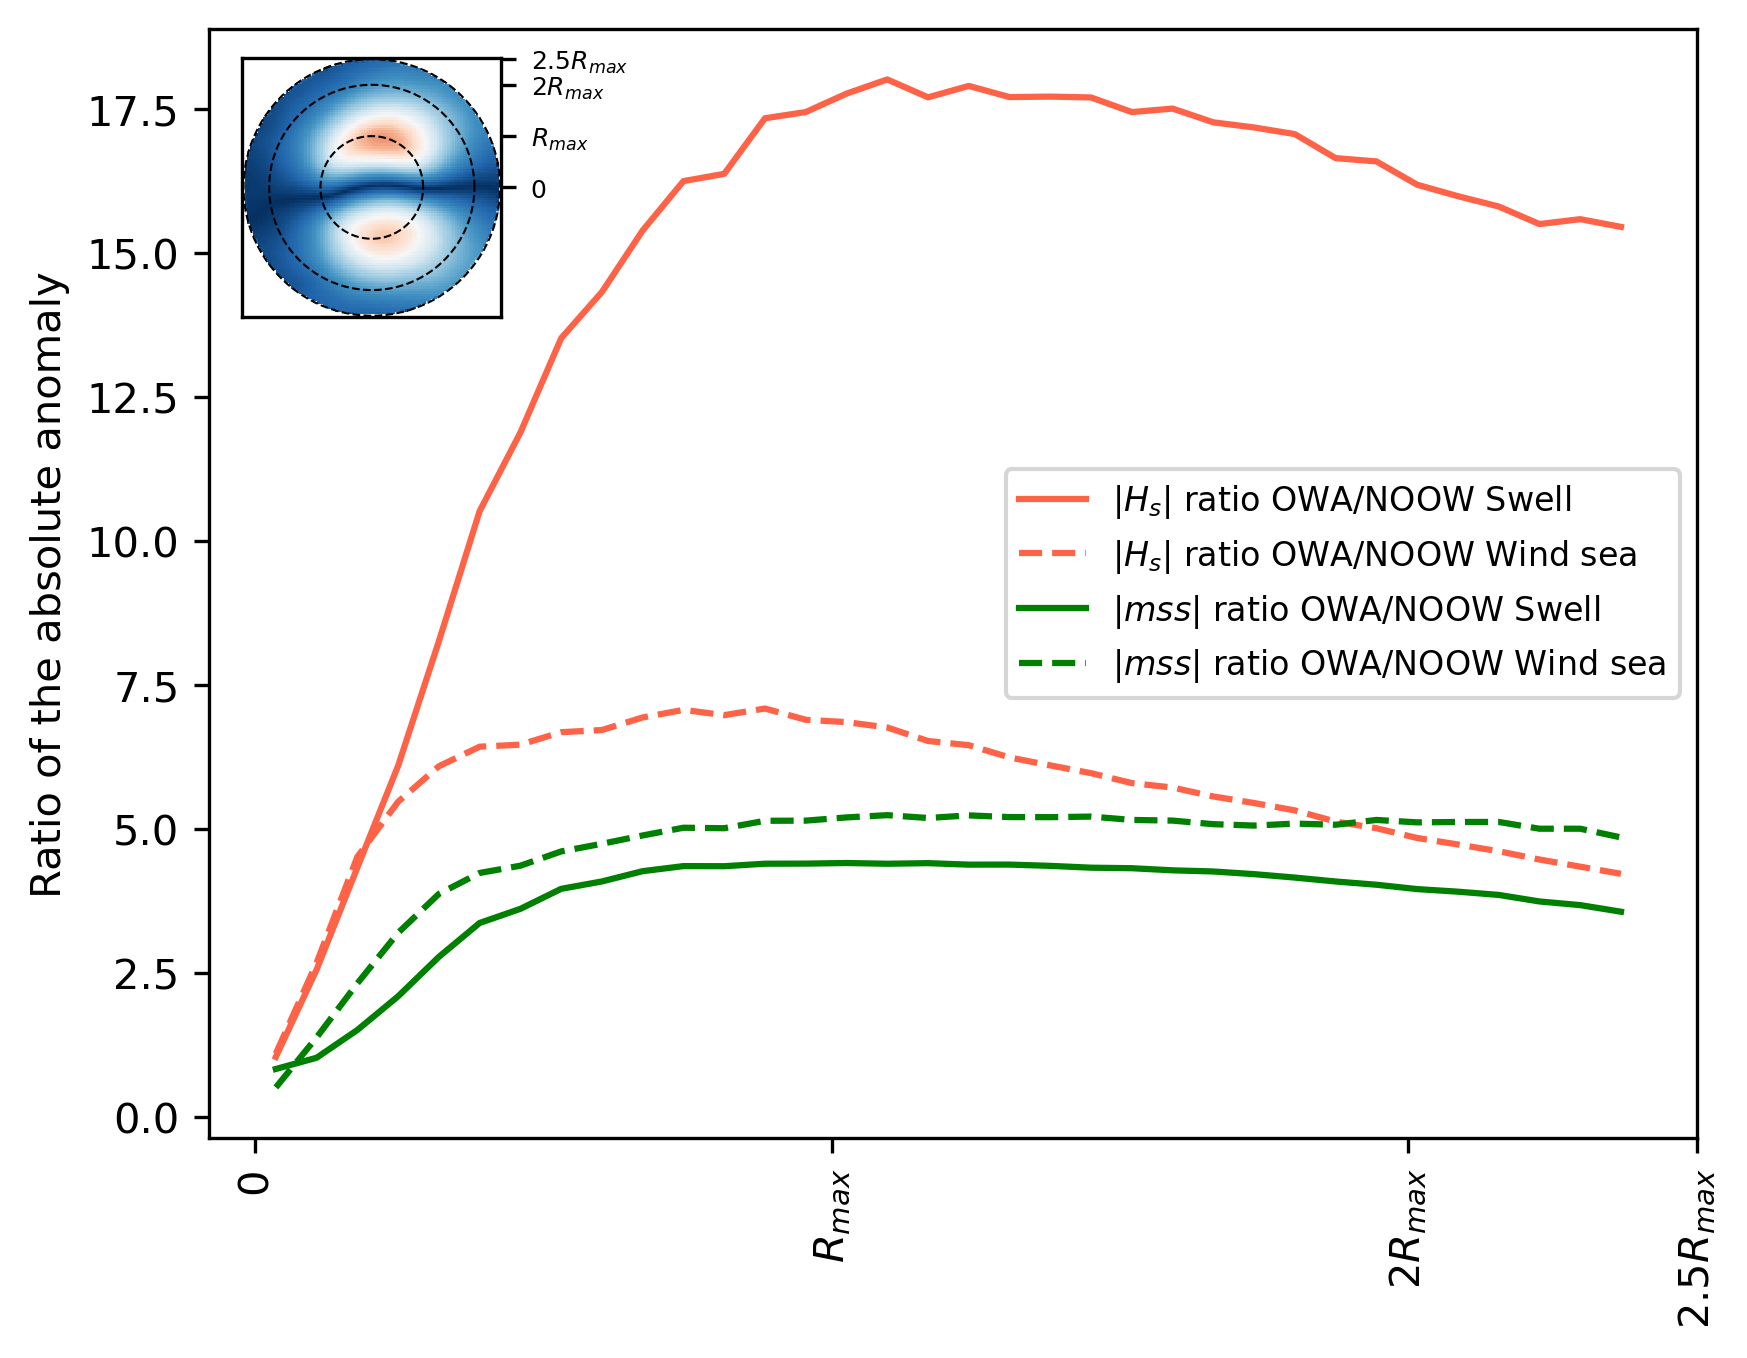 2.5R_max
2R_max
R_max
0
Ratio of the absolute anomaly
17.5
15.0
12.5
10.0
7.5
5.0
2.5
0.0
|H_s| ratio OWA/NOOW Swell
|H_s| ratio OWA/NOOW Wind sea
|mss| ratio OWA/NOOW Swell
|mss| ratio OWA/NOOW Wind sea
0
R_max
2R_max
2.5R_max